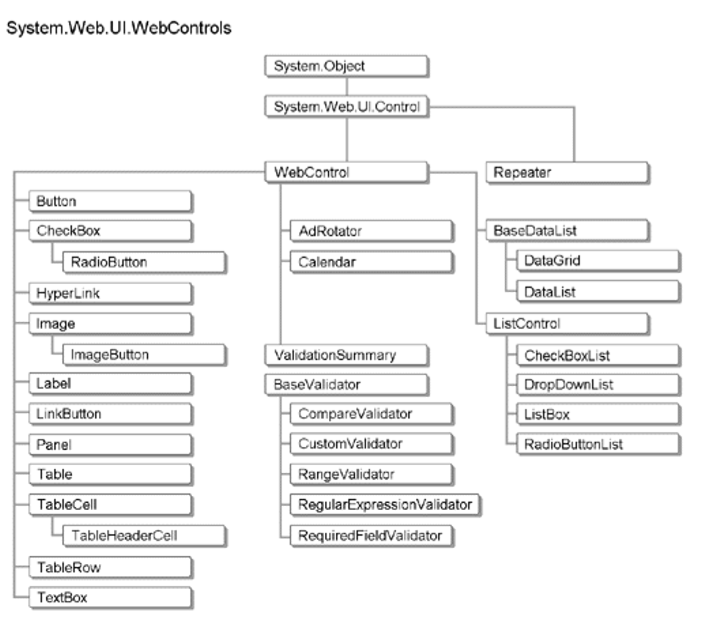 System.Web.UI.WebControls
System.Object
System.Web.UI.Control
WebControl
Repeater
Button
CheckBox
RadioButton
HyperLink
Image
ImageButton
Label
LinkButton
Panel
Table
TableCell
TableHeaderCell
TableRow
TextBox
AdRotator
Calendar
ValidationSummary
BaseValidator
CompareValidator
CustomValidator
RangeValidator
RegularExpressionValidator
RequiredFieldValidator
BaseDataList
DataGrid
DataList
ListControl
CheckBoxList
DropDownList
ListBox
RadioButtonList